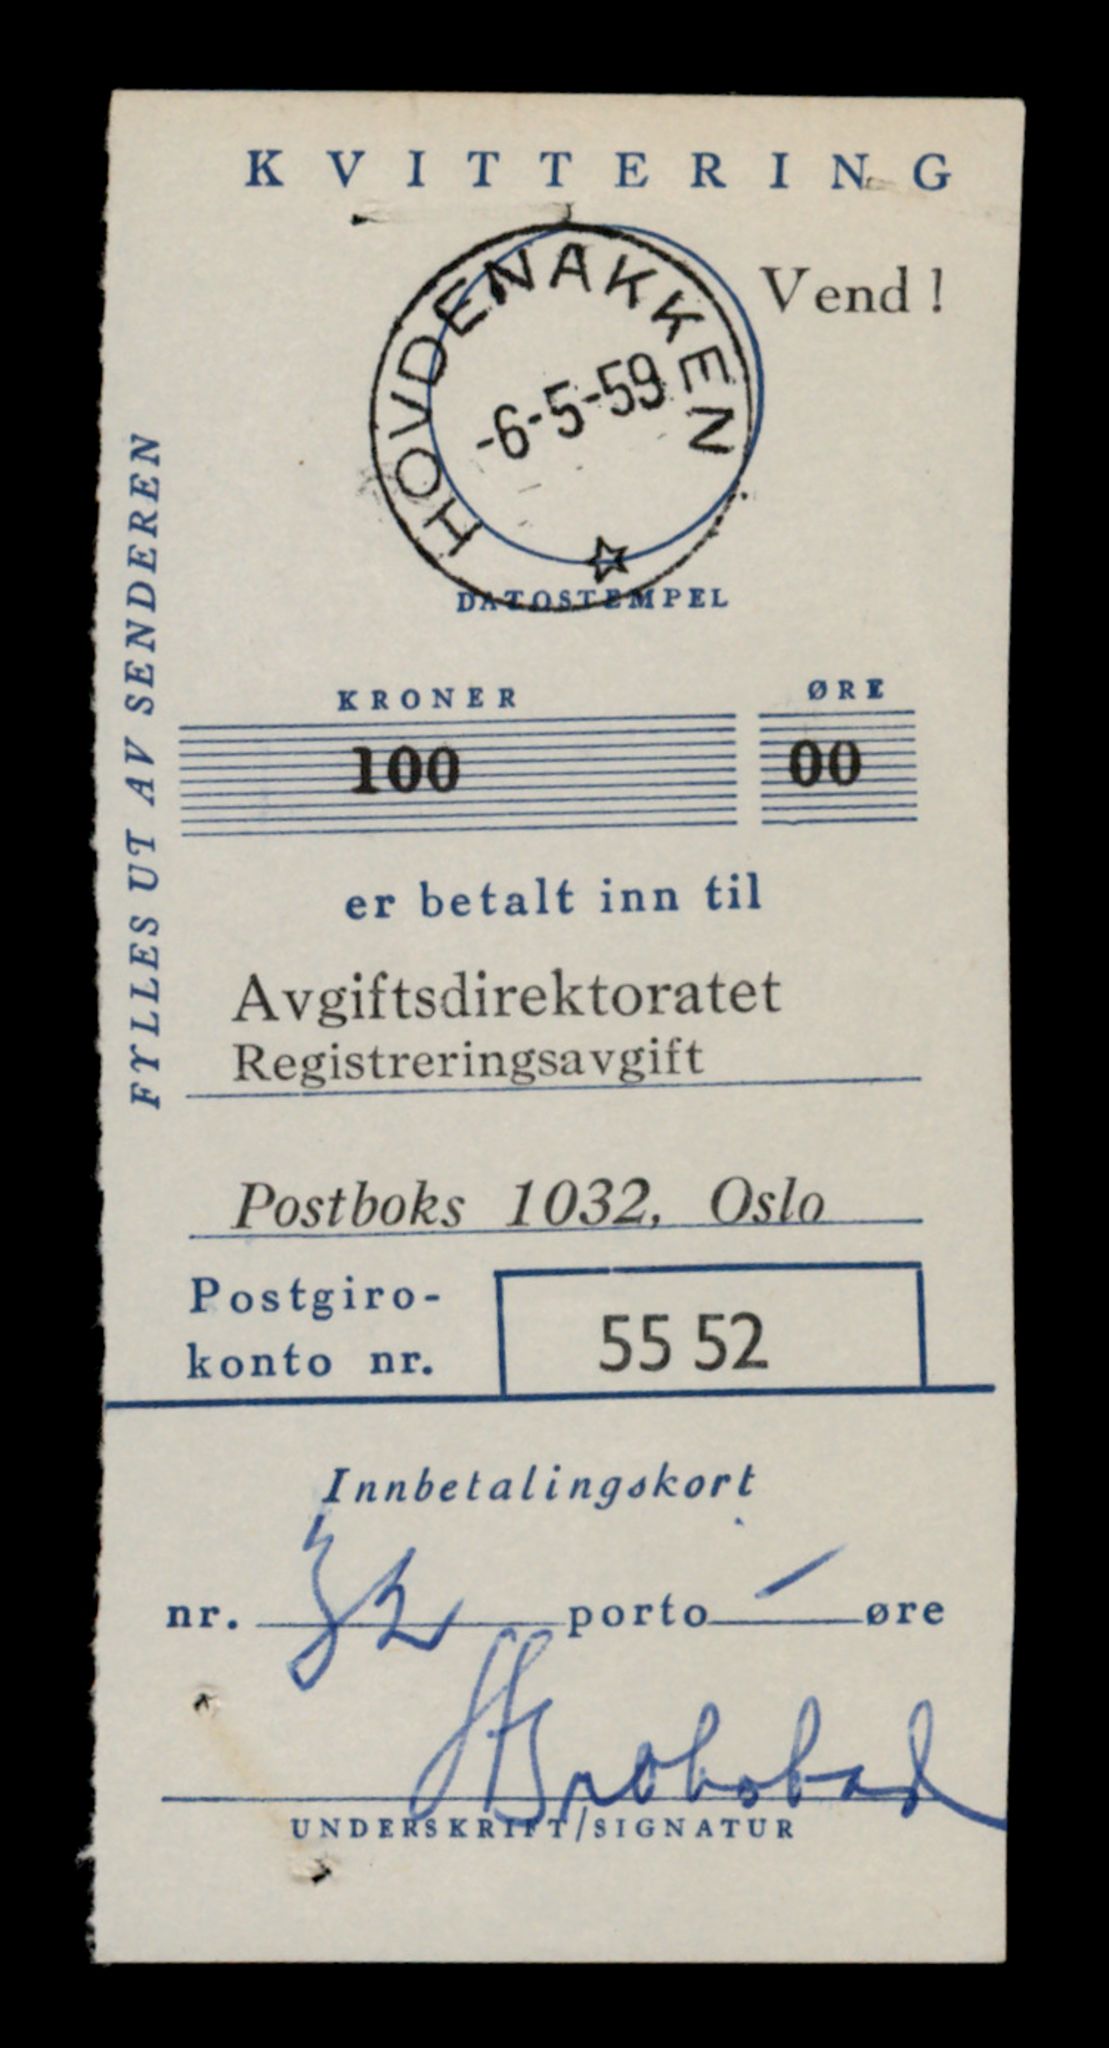 KVITTERING
Vend !
HOVDENAKKEN
-6-5-59
DATOSTEMPEL
FYLLES UT AV SENDEREN
KRONER ØRE
100 00
er betalt inn til
Avgiftsdirektoratet
Registreringsavgift
Postboks 1032, Oslo
Postgiro-
konto nr. 55 52
Innbetalingskort
nr. 32 porto – øre
UNDERSKRIFT/SIGNATUR